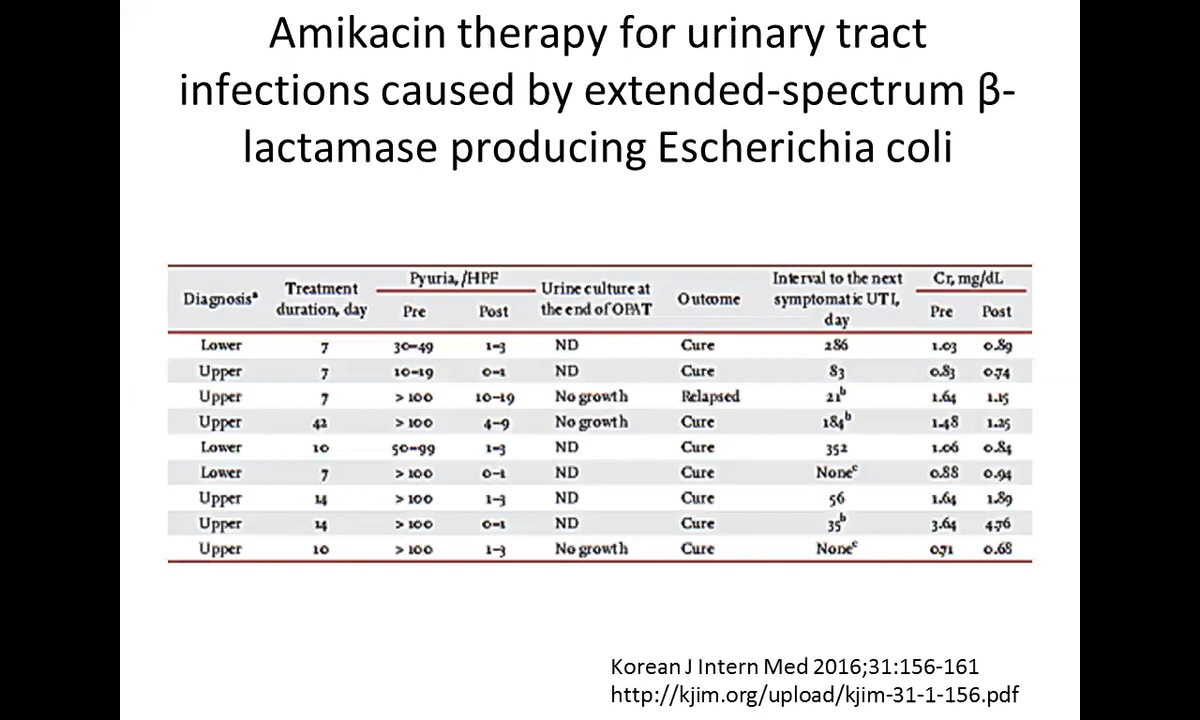 Amikacin therapy for urinary tract
infections caused by extended-spectrum β-
lactamase producing Escherichia coli
Diagnosisª Treatment duration, day Pyuria, /HPF Pre Post Urine culture at the end of OPAT Outcome Interval to the next symptomatic UTI, day Cr, mg/dL Pre Post
Lower 7 30–49 1–3 ND Cure 286 1.03 0.89
Upper 7 10–19 0–1 ND Cure 83 0.83 0.74
Upper 7 > 100 10–19 No growth Relapsed 21ᵇ 1.64 1.15
Upper 42 > 100 4–9 No growth Cure 184ᵇ 1.48 1.25
Lower 10 50–99 1–3 ND Cure 352 1.06 0.84
Lower 7 > 100 0–1 ND Cure Noneᶜ 0.88 0.94
Upper 14 > 100 1–3 ND Cure 56 1.64 1.89
Upper 14 > 100 0–1 ND Cure 35ᵇ 3.64 4.76
Upper 10 > 100 1–3 No growth Cure Noneᶜ 0.71 0.68
Korean J Intern Med 2016;31:156-161
http://kjim.org/upload/kjim-31-1-156.pdf